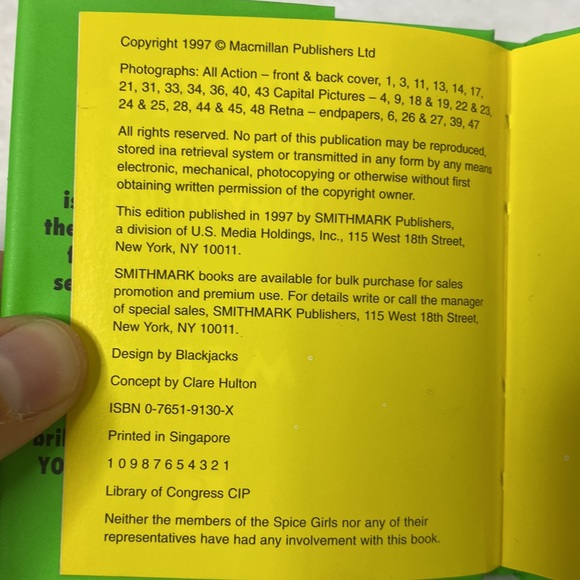 Copyright 1997 © Macmillan Publishers Ltd
Photographs: All Action – front & back cover, 1, 3, 11, 13, 14, 17,
21, 31, 33, 34, 36, 40, 43 Capital Pictures – 4, 9, 18 & 19, 22 & 23,
24 & 25, 28, 44 & 45, 48 Retna – endpapers, 6, 26 & 27, 39, 47
All rights reserved. No part of this publication may be reproduced,
stored ina retrieval system or transmitted in any form by any means
electronic, mechanical, photocopying or otherwise without first
obtaining written permission of the copyright owner.
This edition published in 1997 by SMITHMARK Publishers,
a division of U.S. Media Holdings, Inc., 115 West 18th Street,
New York, NY 10011.
SMITHMARK books are available for bulk purchase for sales
promotion and premium use. For details write or call the manager
of special sales, SMITHMARK Publishers, 115 West 18th Street,
New York, NY 10011.
Design by Blackjacks
Concept by Clare Hulton
ISBN 0-7651-9130-X
Printed in Singapore
1 0 9 8 7 6 5 4 3 2 1
Library of Congress CIP
Neither the members of the Spice Girls nor any of their
representatives have had any involvement with this book.